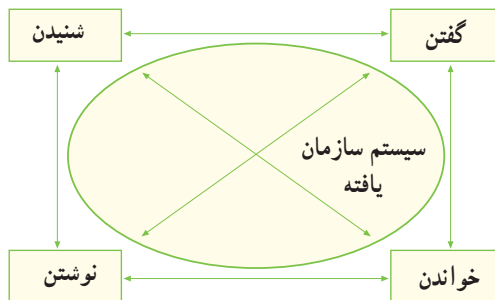 گفتن
شنیدن
سیستم سازمان
یافته
خواندن
نوشتن